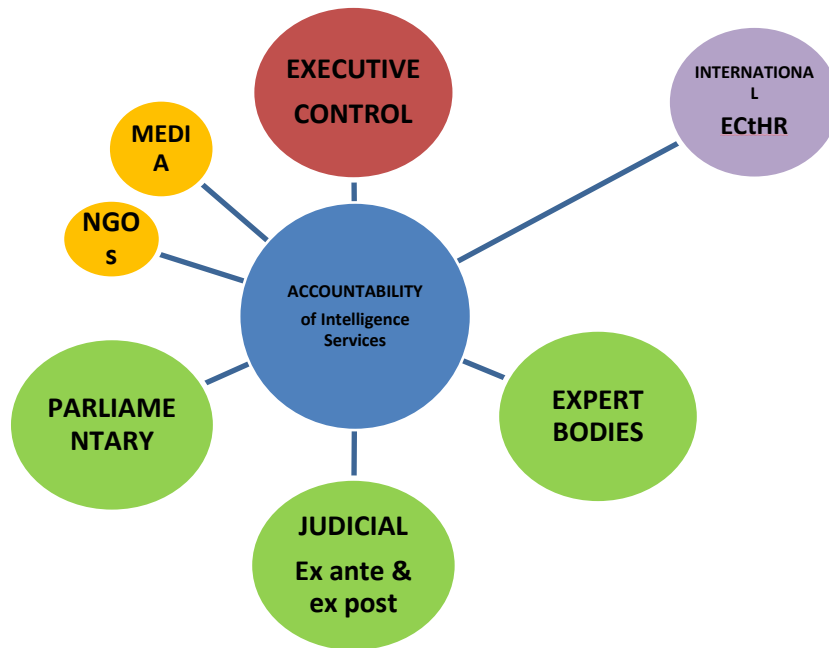 EXECUTIVE
CONTROL
INTERNATIONA
L
ECtHR
MEDI
A
NGO
s
ACCOUNTABILITY
of Intelligence
Services
PARLIAME
NTARY
EXPERT
BODIES
JUDICIAL
Ex ante &
ex post